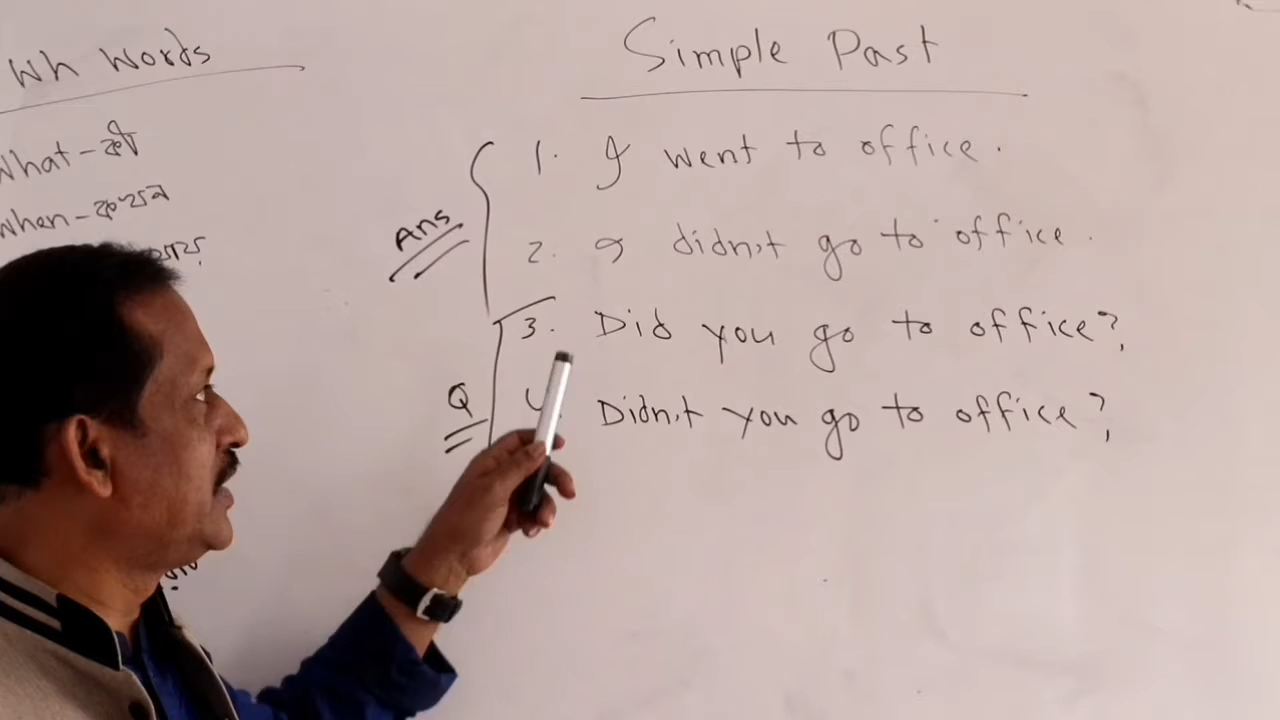 Wh Words
What - की
When - কখন
Simple Past
Ans
1. I went to office.
2. I didn't go to office.
3. Did you go to office?
Q
4. Didn't you go to office?